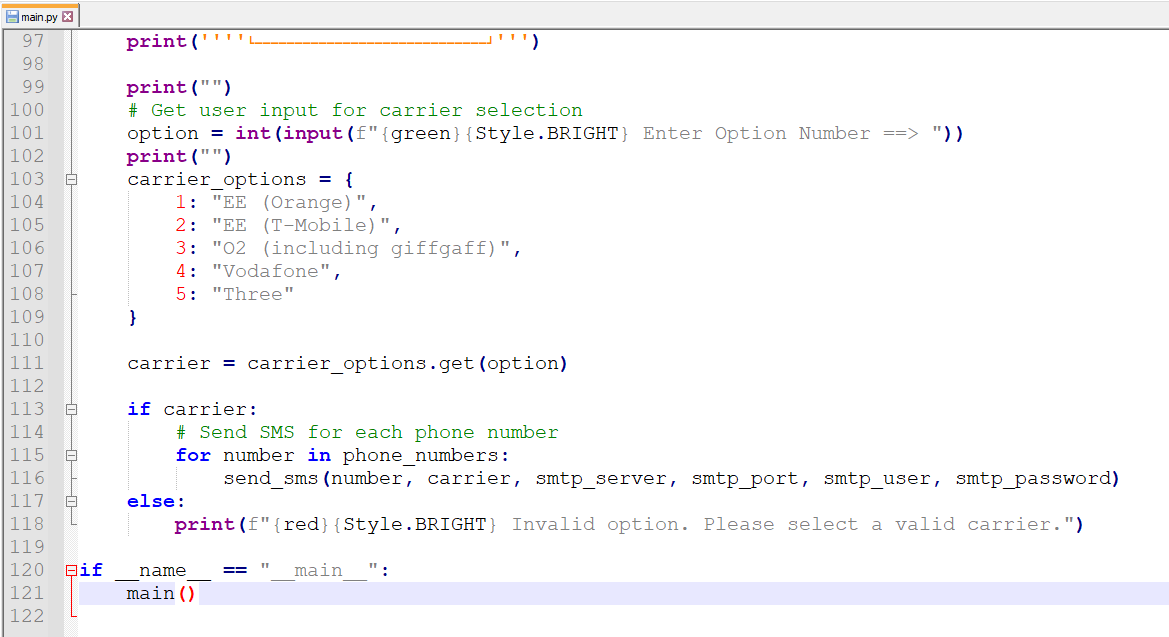 main.py
97 print(''''└─────────────────────────────┘''')
98
99 print("")
100 # Get user input for carrier selection
101 option = int(input(f"{green}{Style.BRIGHT} Enter Option Number ==> "))
102 print("")
103 carrier_options = {
104 1: "EE (Orange)",
105 2: "EE (T-Mobile)",
106 3: "O2 (including giffgaff)",
107 4: "Vodafone",
108 5: "Three"
109 }
110
111 carrier = carrier_options.get(option)
112
113 if carrier:
114 # Send SMS for each phone number
115 for number in phone_numbers:
116 send_sms(number, carrier, smtp_server, smtp_port, smtp_user, smtp_password)
117 else:
118 print(f"{red}{Style.BRIGHT} Invalid option. Please select a valid carrier.")
119
120 if __name__ == "__main__":
121 main()
122